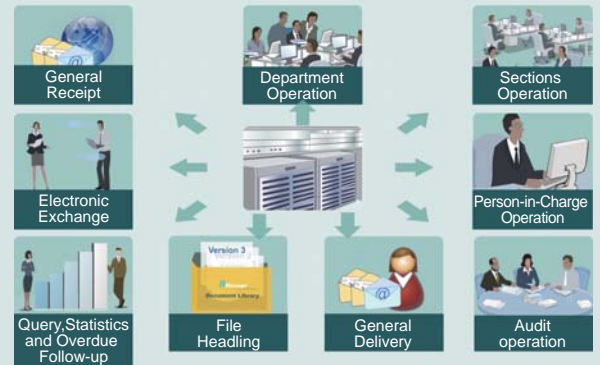 General
Receipt
Department
Operation
Sections
Operation
Electronic
Exchange
Person-in-Charge
Operation
Query,Statistics
and Overdue
Follow-up
Version 3
Document Library
File
Headling
@
General
Delivery
Audit
operation